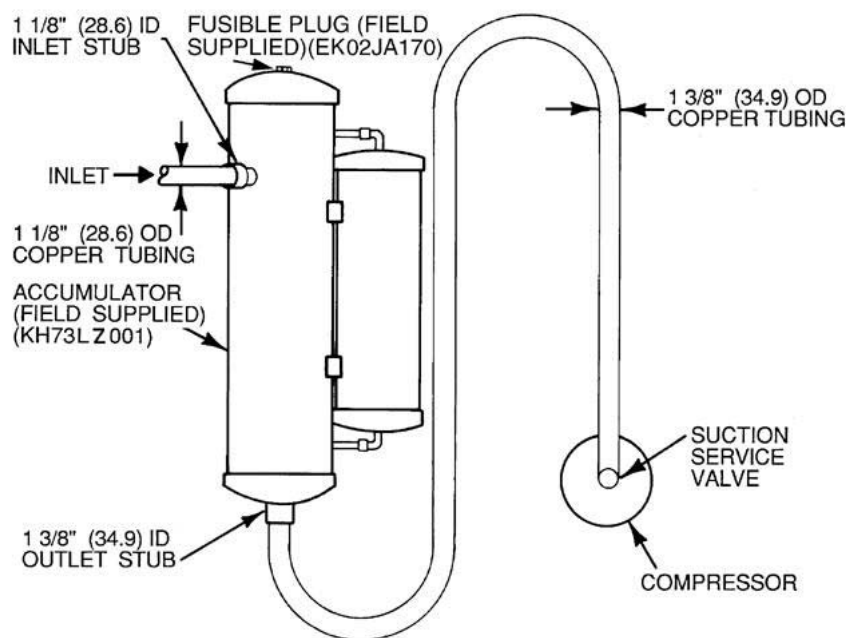 1 1/8" (28.6) ID
INLET STUB
FUSIBLE PLUG (FIELD
SUPPLIED)(EK02JA170)
1 3/8" (34.9) OD
COPPER TUBING
INLET
1 1/8" (28.6) OD
COPPER TUBING
ACCUMULATOR
(FIELD SUPPLIED)
(KH73LZ001)
SUCTION
SERVICE
VALVE
1 3/8" (34.9) ID
OUTLET STUB
COMPRESSOR